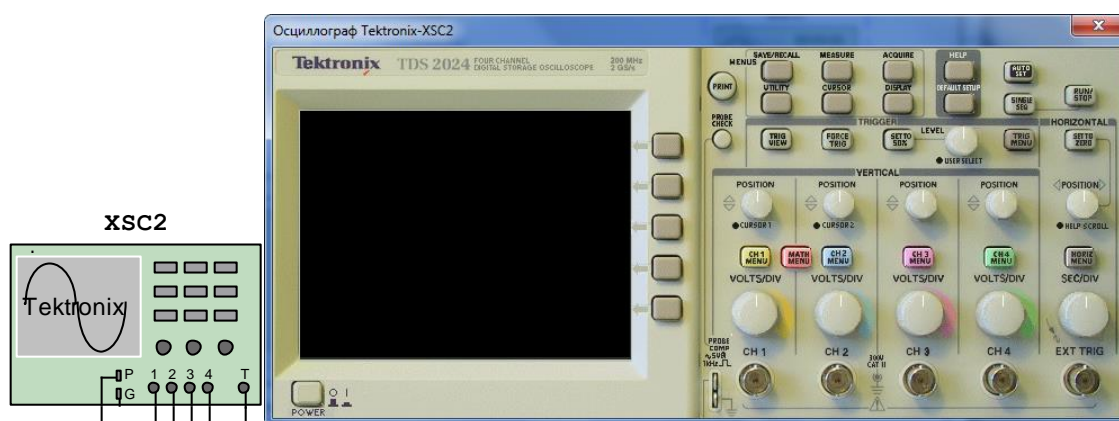 Осциллограф Tektronix-XSC2
Tektronix TDS 2024 FOUR CHANNEL DIGITAL STORAGE OSCILLOSCOPE 200 MHz 2 GS/s
MENUS
SAVE/RECALL MEASURE ACQUIRE HELP
AUTO SET
PRINT
UTILITY CURSOR DISPLAY DEFAULT SETUP
SINGLE SEQ
RUN/ STOP
PROBE CHECK
TRIGGER
HORIZONTAL
TRIG VIEW
FORCE TRIG
SET TO 50%
LEVEL
TRIG MENU
SET TO ZERO
USER SELECT
VERTICAL
POSITION POSITION POSITION POSITION POSITION
CURSOR 1 CURSOR 2 HELP SCROLL
CH 1 MENU
MATH MENU
CH 2 MENU
CH 3 MENU
CH 4 MENU
HORIZ MENU
VOLTS/DIV VOLTS/DIV VOLTS/DIV VOLTS/DIV SEC/DIV
PROBE COMP
~5V@
1kHz
CH 1 CH 2 CH 3 CH 4 EXT TRIG
300V
CAT II
POWER
XSC2
Tektronix
P 1 2 3 4 T
G